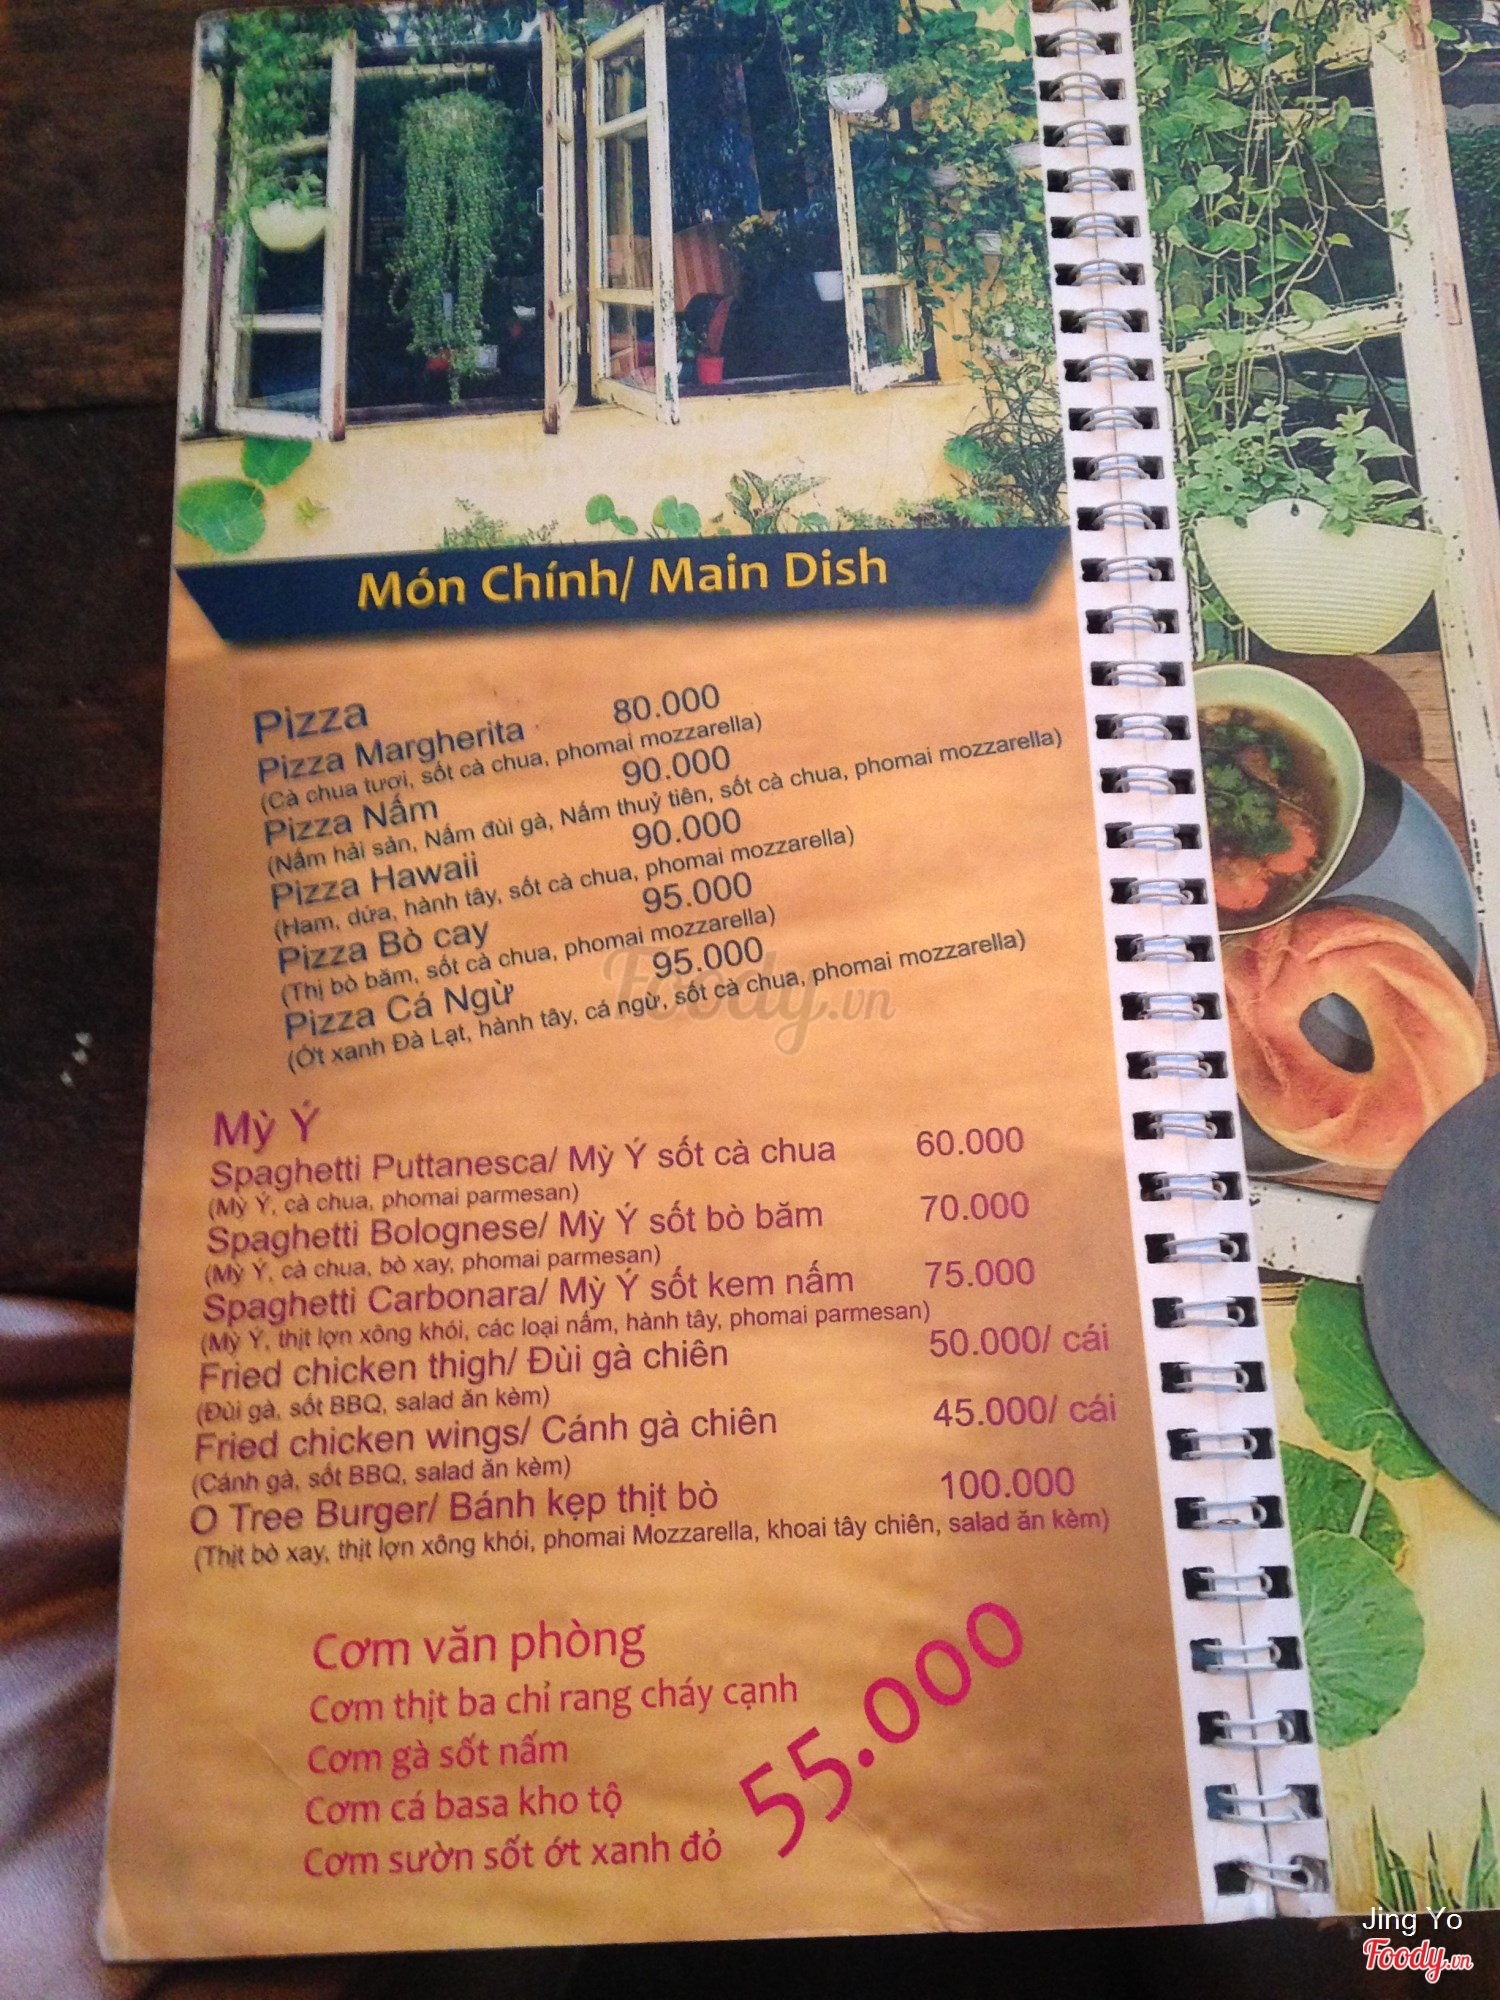 Món Chính/ Main Dish
Pizza
Pizza Margherita 80.000
(Cà chua tươi, sốt cà chua, phomai mozzarella)
Pizza Nấm 90.000
(Nấm hải sản, Nấm đùi gà, Nấm thuỷ tiên, sốt cà chua, phomai mozzarella)
Pizza Hawaii 90.000
(Ham, dứa, hành tây, sốt cà chua, phomai mozzarella)
Pizza Bò cay 95.000
(Thị bò băm, sốt cà chua, phomai mozzarella)
Pizza Cá Ngừ 95.000
(Ớt xanh Đà Lạt, hành tây, cá ngừ, sốt cà chua, phomai mozzarella)
Foody.vn
Mỳ Ý
Spaghetti Puttanesca/ Mỳ Ý sốt cà chua 60.000
(Mỳ Ý, cà chua, phomai parmesan)
Spaghetti Bolognese/ Mỳ Ý sốt bò băm 70.000
(Mỳ Ý, cà chua, bò xay, phomai parmesan)
Spaghetti Carbonara/ Mỳ Ý sốt kem nấm 75.000
(Mỳ Ý, thịt lợn xông khói, các loại nấm, hành tây, phomai parmesan)
Fried chicken thigh/ Đùi gà chiên 50.000/ cái
(Đùi gà, sốt BBQ, salad ăn kèm)
Fried chicken wings/ Cánh gà chiên 45.000/ cái
(Cánh gà, sốt BBQ, salad ăn kèm)
O Tree Burger/ Bánh kẹp thịt bò 100.000
(Thịt bò xay, thịt lợn xông khói, phomai Mozzarella, khoai tây chiên, salad ăn kèm)
Cơm văn phòng
Cơm thịt ba chỉ rang cháy cạnh
Cơm gà sốt nấm
Cơm cá basa kho tộ
Cơm sườn sốt ớt xanh đỏ
55.000
Jing Yo
Foody.vn